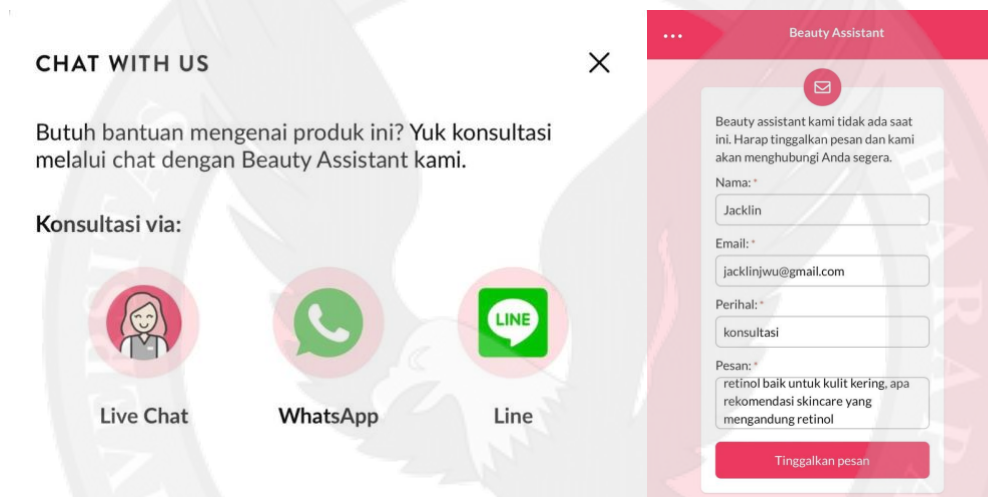 CHAT WITH US
Butuh bantuan mengenai produk ini? Yuk konsultasi
melalui chat dengan Beauty Assistant kami.
Konsultasi via:
LINE
Live Chat
WhatsApp
Line
Beauty Assistant
Beauty assistant kami tidak ada saat
ini. Harap tinggalkan pesan dan kami
akan menghubungi Anda segera.
Nama: *
Jacklin
Email: *
jacklinjwu@gmail.com
Perihal: *
konsultasi
Pesan: *
retinol baik untuk kulit kering, apa
rekomendasi skincare yang
mengandung retinol
Tinggalkan pesan